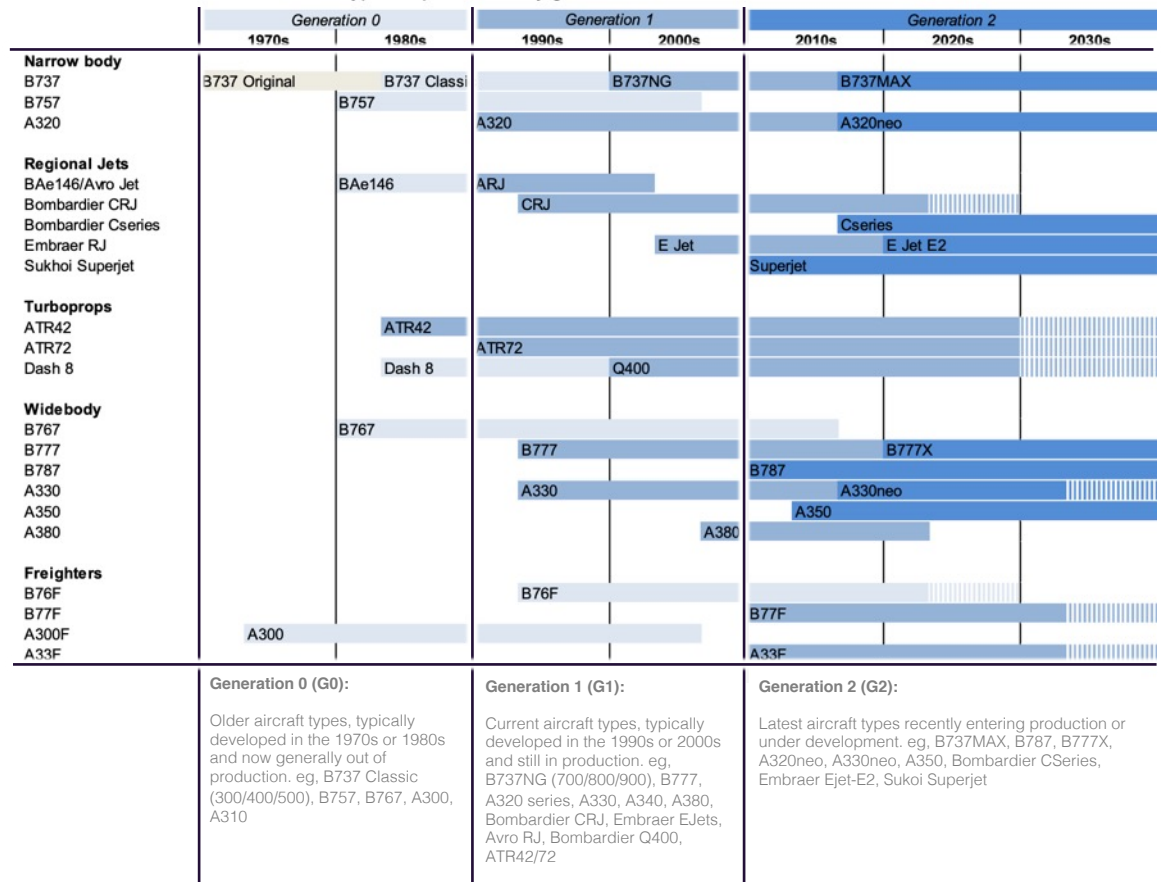 Generation 0 Generation 1 Generation 2
1970s 1980s 1990s 2000s 2010s 2020s 2030s
Narrow body
B737 B737 Original B737 Classi B737NG B737MAX
B757 B757
A320 A320 A320neo
Regional Jets
BAe146/Avro Jet BAe146 ARJ
Bombardier CRJ CRJ
Bombardier Cseries Cseries
Embraer RJ E Jet E Jet E2
Sukhoi Superjet Superjet
Turboprops
ATR42 ATR42
ATR72 ATR72
Dash 8 Dash 8 Q400
Widebody
B767 B767
B777 B777 B777X
B787 B787
A330 A330 A330neo
A350 A350
A380 A380
Freighters
B76F B76F
B77F B77F
A300F A300
A33F A33F
Generation 0 (G0):
Older aircraft types, typically
developed in the 1970s or 1980s
and now generally out of
production. eg, B737 Classic
(300/400/500), B757, B767, A300,
A310
Generation 1 (G1):
Current aircraft types, typically
developed in the 1990s or 2000s
and still in production. eg,
B737NG (700/800/900), B777,
A320 series, A330, A340, A380,
Bombardier CRJ, Embraer EJets,
Avro RJ, Bombardier Q400,
ATR42/72
Generation 2 (G2):
Latest aircraft types recently entering production or
under development. eg, B737MAX, B787, B777X,
A320neo, A330neo, A350, Bombardier CSeries,
Embraer Ejet-E2, Sukoi Superjet